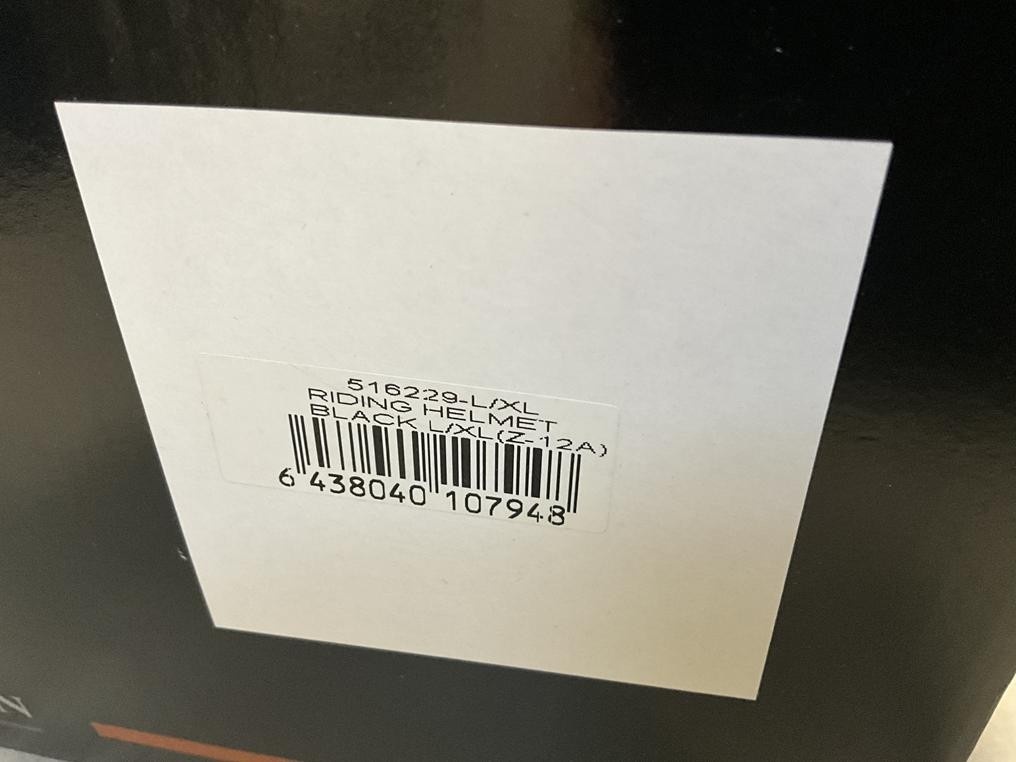 516229-L/XL
RIDING HELMET
BLACK L/XL(Z-12A)
6 438040 107948
N